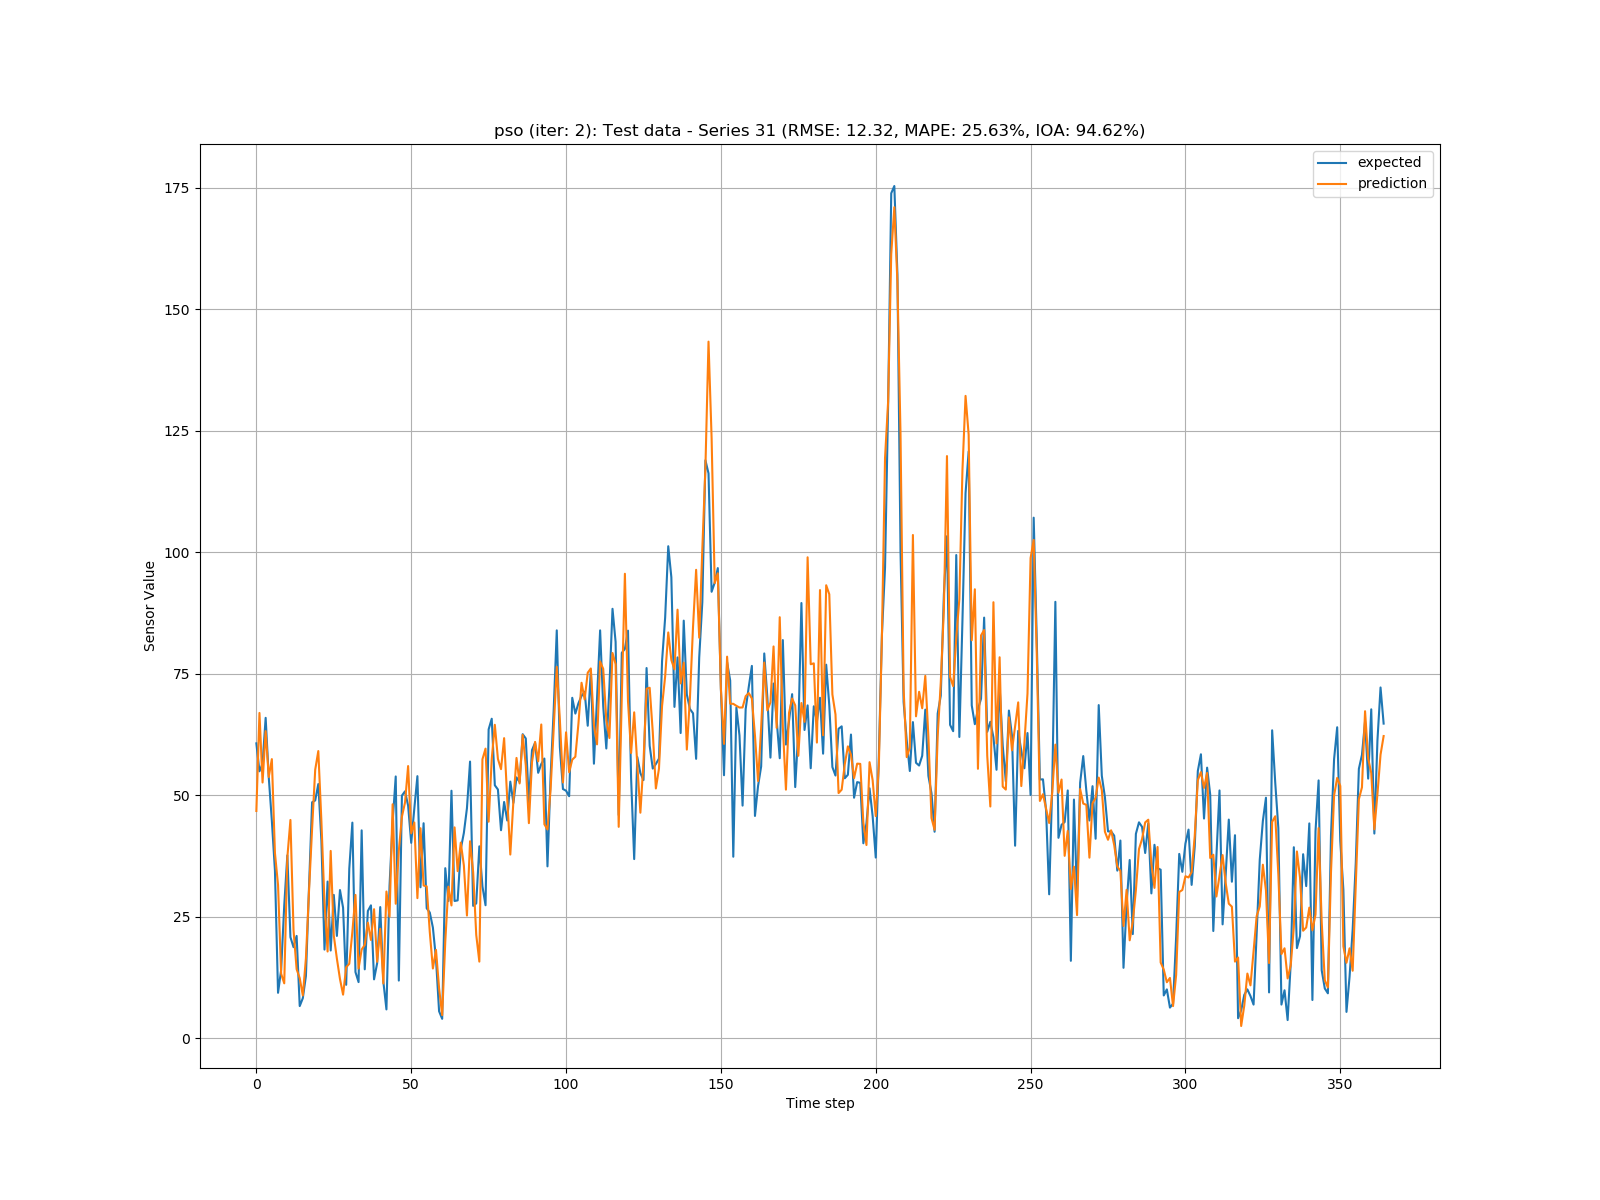 pso (iter: 2): Test data - Series 31 (RMSE: 12.32, MAPE: 25.63%, IOA: 94.62%)
expected
prediction
175
150
125
100
75
50
25
0
Sensor Value
0 50 100 150 200 250 300 350
Time step